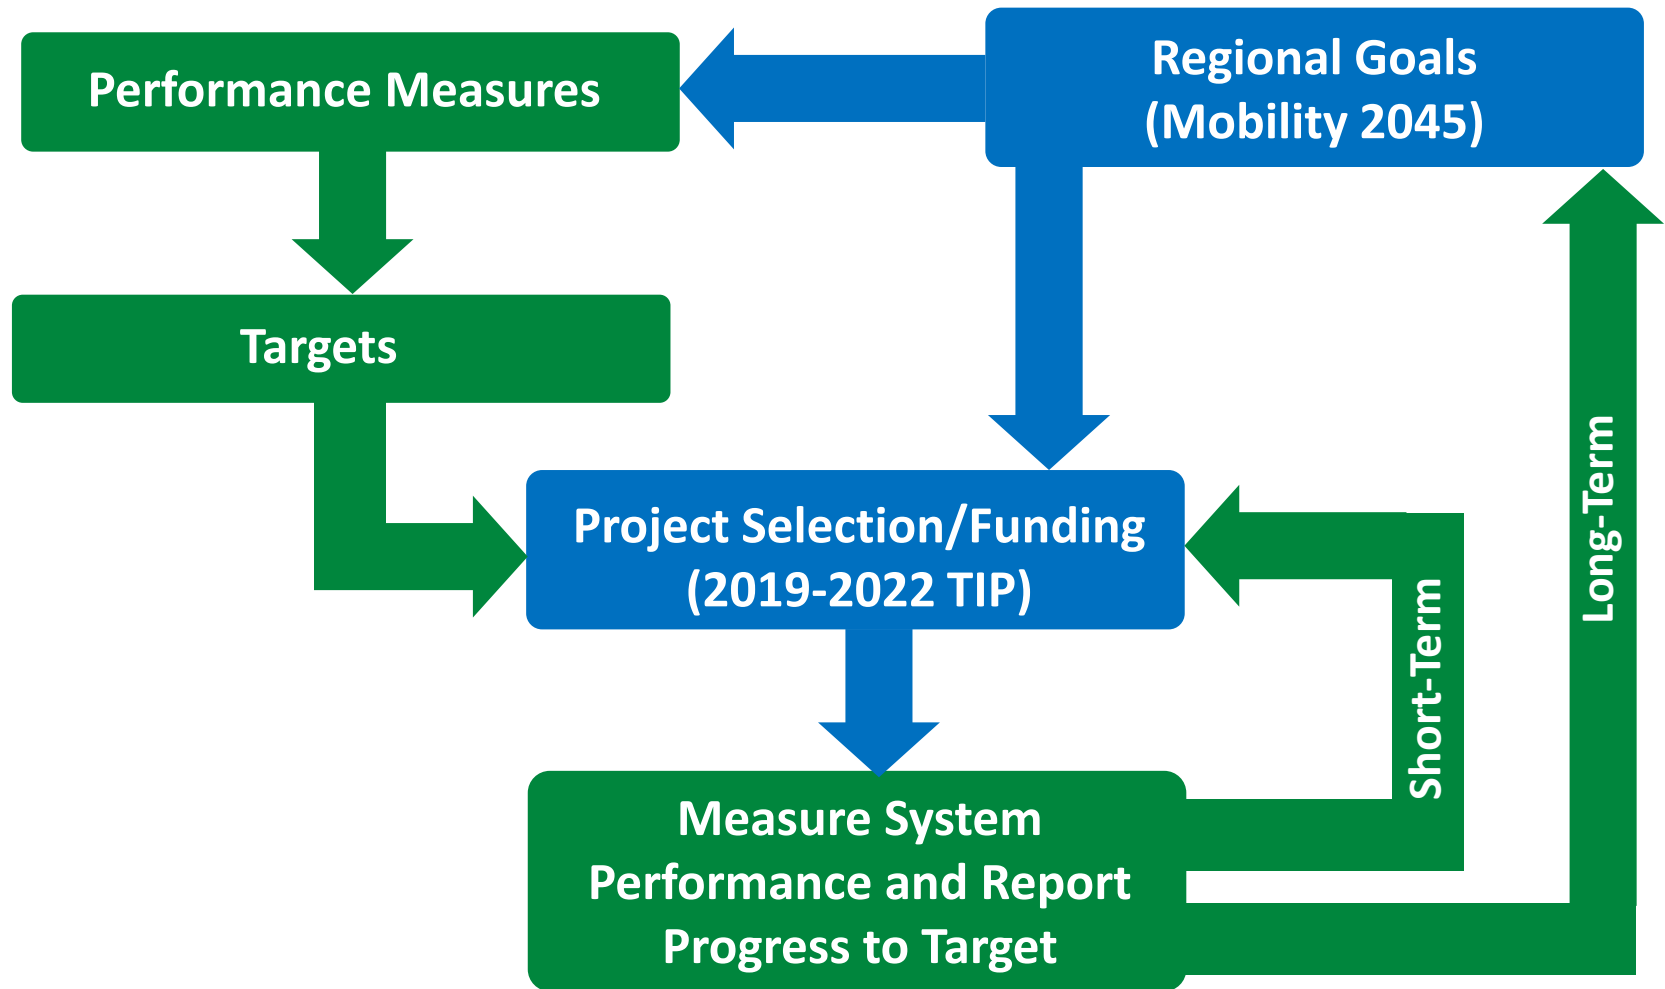 Performance Measures
Regional Goals
(Mobility 2045)
Targets
Project Selection/Funding
(2019-2022 TIP)
Short-Term
Long-Term
Measure System
Performance and Report
Progress to Target